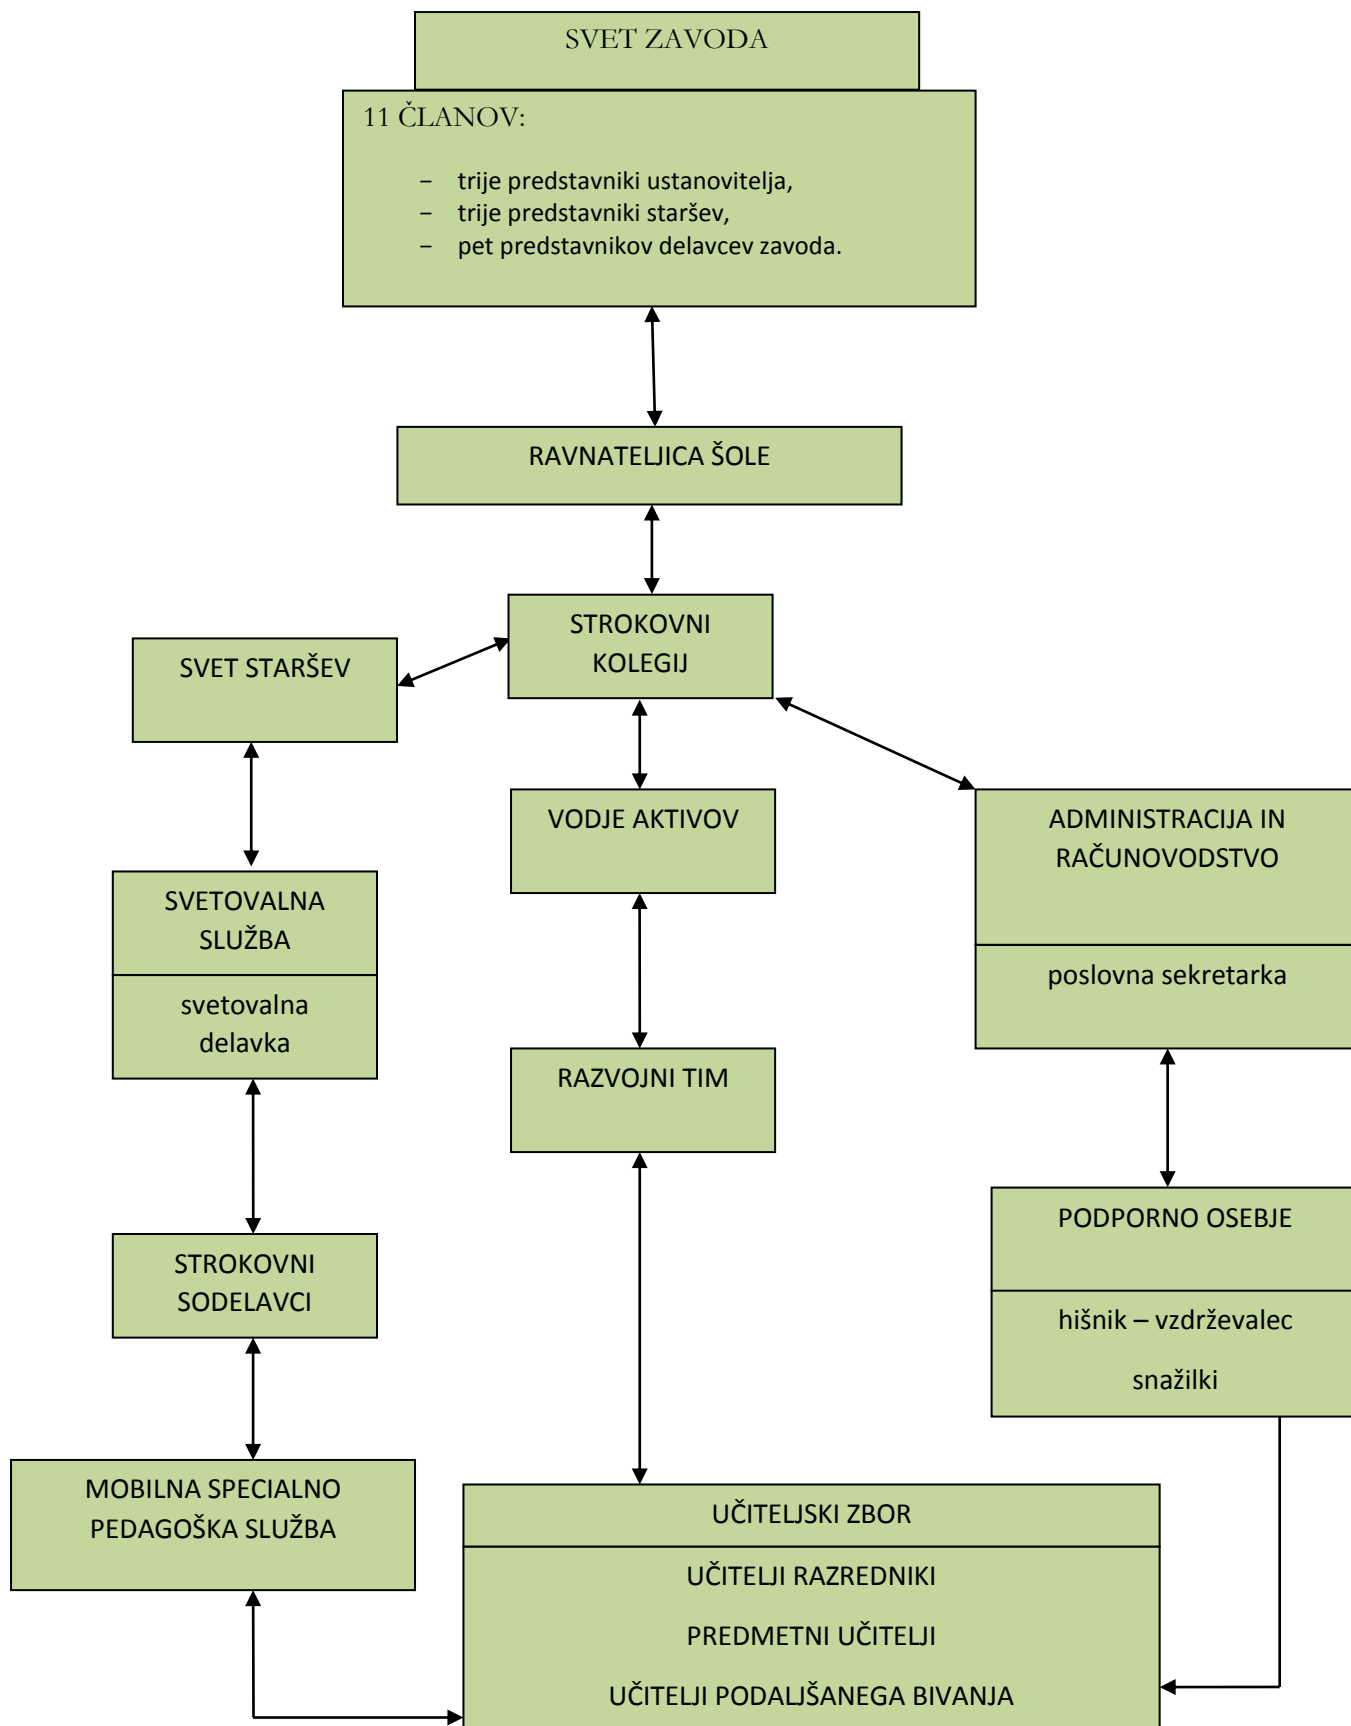 SVET ZAVODA
11 ČLANOV:
- trije predstavniki ustanovitelja,
- trije predstavniki staršev,
- pet predstavnikov delavcev zavoda.
RAVNATELJICA ŠOLE
STROKOVNI
KOLEGIJ
SVET STARŠEV
VODJE AKTIVOV
ADMINISTRACIJA IN
RAČUNOVODSTVO
poslovna sekretarka
SVETOVALNA
SLUŽBA
svetovalna
delavka
RAZVOJNI TIM
PODPORNO OSEBJE
hišnik – vzdrževalec
snažilki
STROKOVNI
SODELAVCI
MOBILNA SPECIALNO
PEDAGOŠKA SLUŽBA
UČITELJSKI ZBOR
UČITELJI RAZREDNIKI
PREDMETNI UČITELJI
UČITELJI PODALJŠANEGA BIVANJA